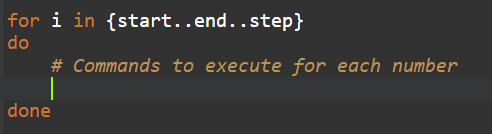 for i in {start..end..step}
do
    # Commands to execute for each number
done